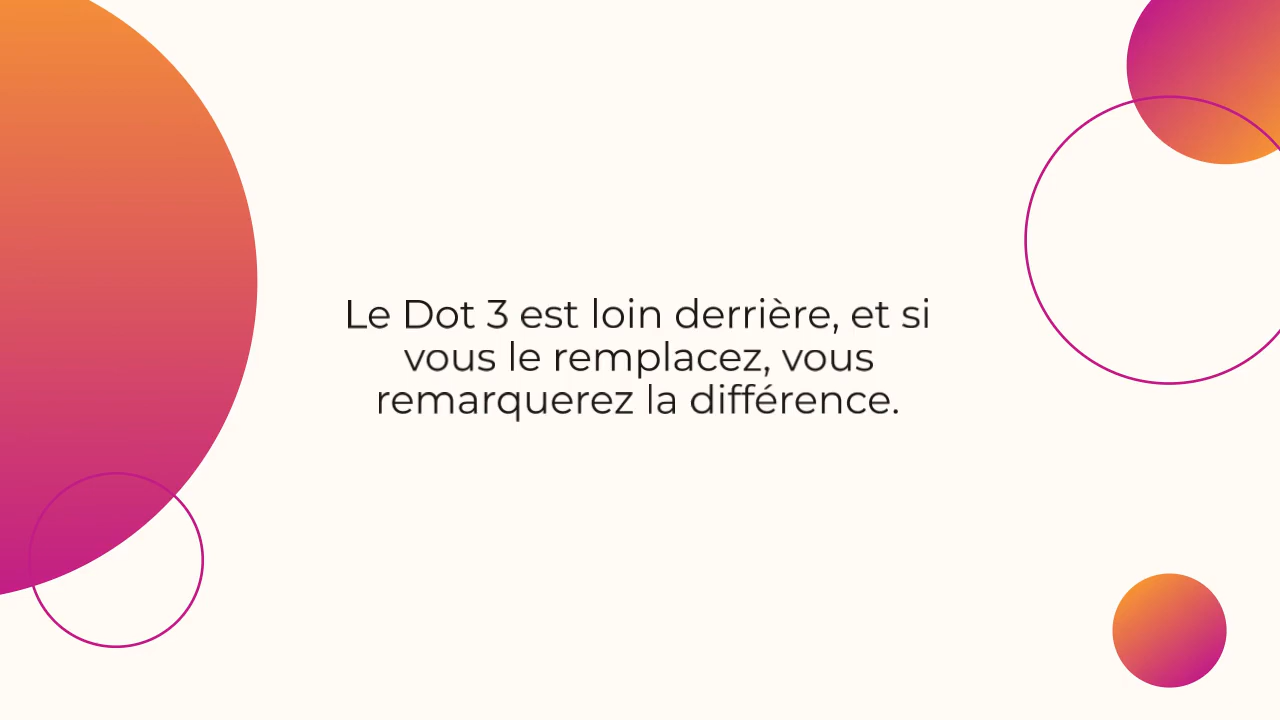 Le Dot 3 est loin derrière, et si
vous le remplacez, vous
remarquerez la différence.